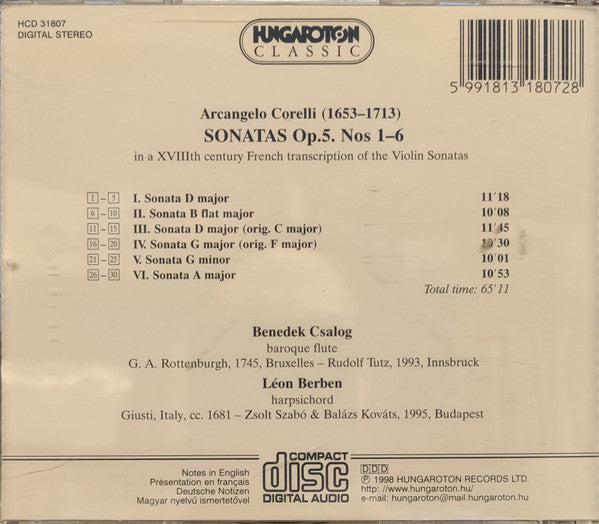 HCD 31807
DIGITAL STEREO
HUNGAROTON
CLASSIC
5 991813 180728
Arcangelo Corelli (1653–1713)
SONATAS Op.5. Nos 1–6
in a XVIIIth century French transcription of the Violin Sonatas
1 – 5 I. Sonata D major 11'18
6 – 10 II. Sonata B flat major 10'08
11 – 15 III. Sonata D major (orig. C major) 11'45
16 – 20 IV. Sonata G major (orig. F major) 10'30
21 – 25 V. Sonata G minor 10'01
26 – 30 VI. Sonata A major 10'53
Total time: 65'11
Benedek Csalog
baroque flute
G. A. Rottenburgh, 1745, Bruxelles – Rudolf Tutz, 1993, Innsbruck
Léon Berben
harpsichord
Giusti, Italy, cc. 1681 – Zsolt Szabó & Balázs Kováts, 1995, Budapest
Notes in English
Présentation en français
Deutsche Notizen
Magyar nyelvű ismertetővel
COMPACT
disc
DIGITAL AUDIO
DDD
℗ 1998 HUNGAROTON RECORDS LTD.
http://www.hungaroton.hu/
e-mail: hungaroton@mail.hungaroton.hu